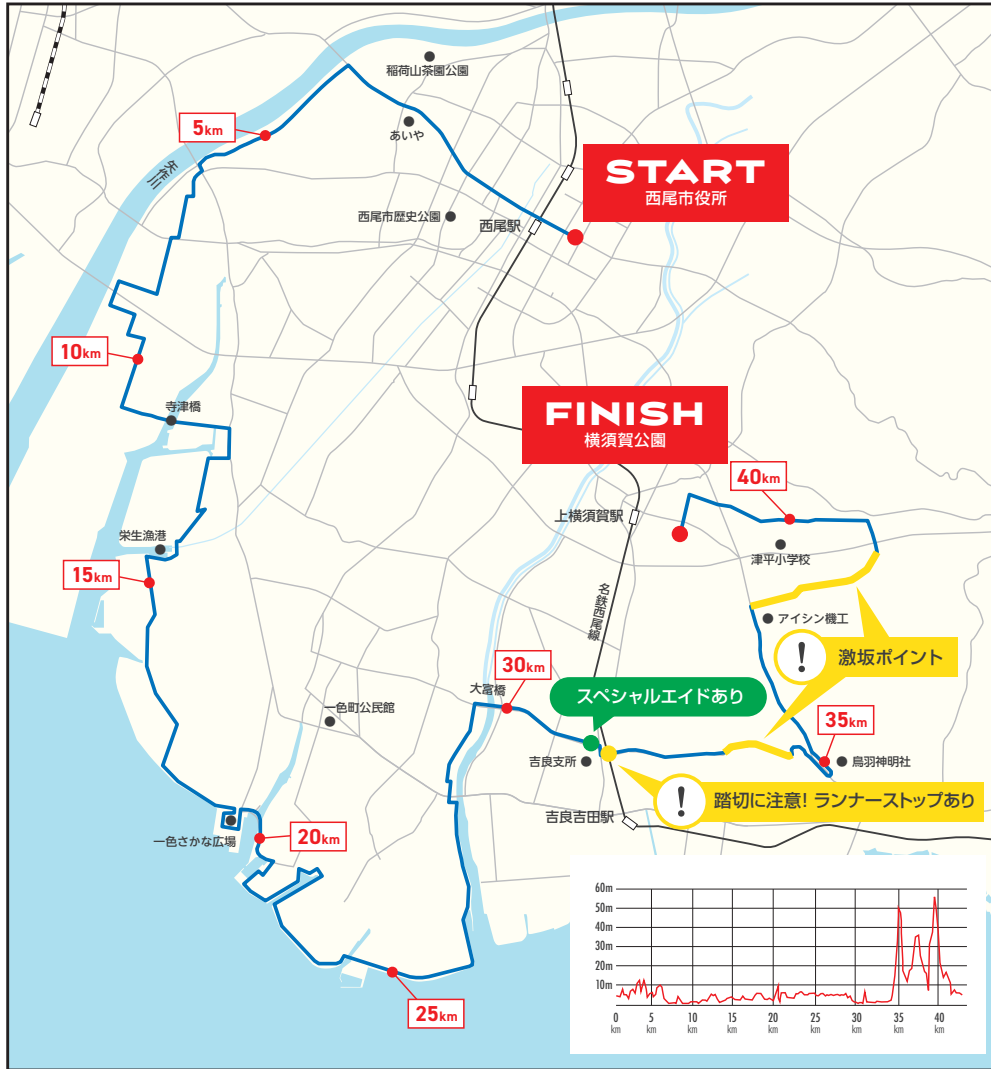 稲荷山茶園公園
5km
あいや
START
西尾市役所
矢作川
西尾市歴史公園
西尾駅
10km
FINISH
横須賀公園
寺津橋
40km
上横須賀駅
栄生漁港
津平小学校
15km
名鉄西尾線
アイシン機工
! 激坂ポイント
30km
大富橋
スペシャルエイドあり
一色町公民館
35km
吉良支所
鳥羽神明社
! 踏切に注意! ランナーストップあり
吉良吉田駅
20km
一色さかな広場
25km
60m
50m
40m
30m
20m
10m
0 5 10 15 20 25 30 35 40
km km km km km km km km km